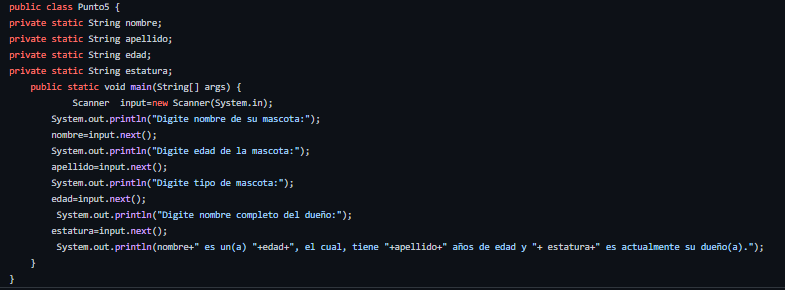 public class Punto5 {
private static String nombre;
private static String apellido;
private static String edad;
private static String estatura;
public static void main(String[] args) {
Scanner  input=new Scanner(System.in);
System.out.println("Digite nombre de su mascota:");
nombre=input.next();
System.out.println("Digite edad de la mascota:");
apellido=input.next();
System.out.println("Digite tipo de mascota:");
edad=input.next();
System.out.println("Digite nombre completo del dueño:");
estatura=input.next();
System.out.println(nombre+" es un(a) "+edad+", el cual, tiene "+apellido+" años de edad y "+ estatura+" es actualmente su dueño(a).");
}
}